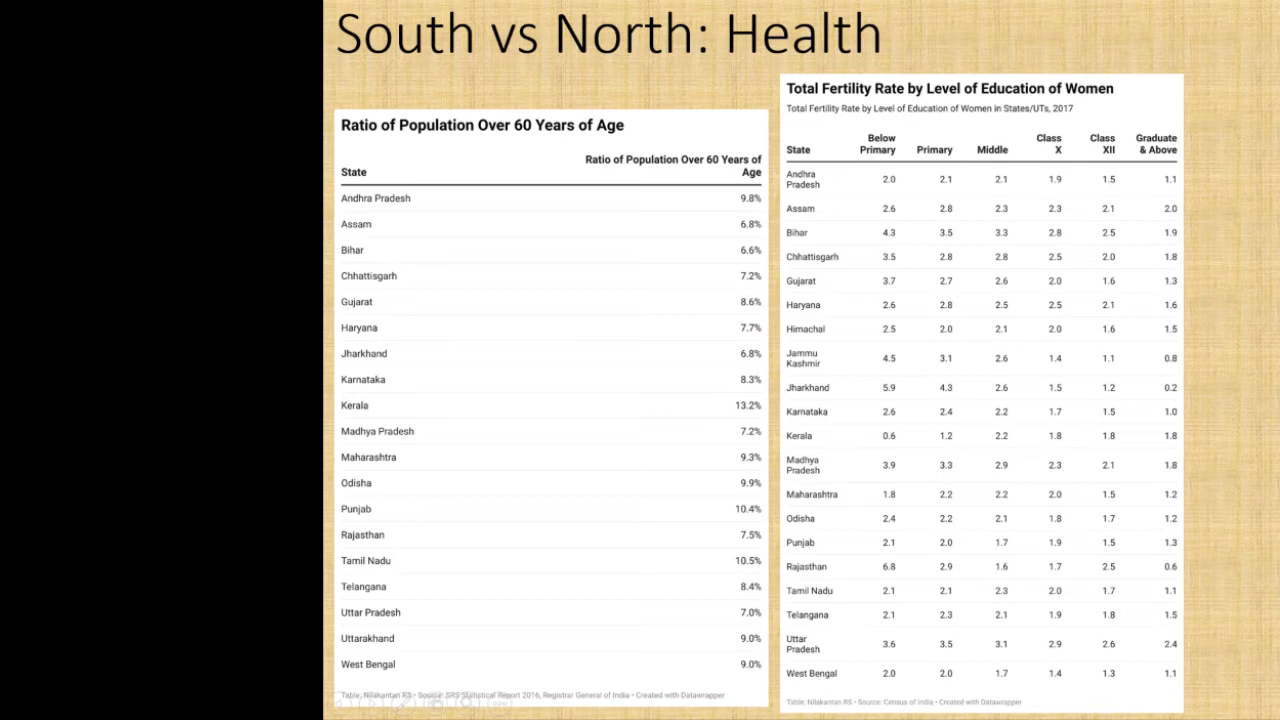 South vs North: Health
Ratio of Population Over 60 Years of Age
Ratio of Population Over 60 Years of
State Age
Andhra Pradesh 9.8%
Assam 6.8%
Bihar 6.6%
Chhattisgarh 7.2%
Gujarat 8.6%
Haryana 7.7%
Jharkhand 6.8%
Karnataka 8.3%
Kerala 13.2%
Madhya Pradesh 7.2%
Maharashtra 9.3%
Odisha 9.9%
Punjab 10.4%
Rajasthan 7.5%
Tamil Nadu 10.5%
Telangana 8.4%
Uttar Pradesh 7.0%
Uttarakhand 9.0%
West Bengal 9.0%
Table: Nilakantan RS • Source: SRS Statistical Report 2016, Registrar General of India • Created with Datawrapper
Total Fertility Rate by Level of Education of Women
Total Fertility Rate by Level of Education of Women in States/UTs, 2017
Below Class Class Graduate
State Primary Primary Middle X XII & Above
Andhra
Pradesh 2.0 2.1 2.1 1.9 1.5 1.1
Assam 2.6 2.8 2.3 2.3 2.1 2.0
Bihar 4.3 3.5 3.3 2.8 2.5 1.9
Chhattisgarh 3.5 2.8 2.8 2.5 2.0 1.8
Gujarat 3.7 2.7 2.6 2.0 1.6 1.3
Haryana 2.6 2.8 2.5 2.5 2.1 1.6
Himachal 2.5 2.0 2.1 2.0 1.6 1.5
Jammu
Kashmir 4.5 3.1 2.6 1.4 1.1 0.8
Jharkhand 5.9 4.3 2.6 1.5 1.2 0.2
Karnataka 2.6 2.4 2.2 1.7 1.5 1.0
Kerala 0.6 1.2 2.2 1.8 1.8 1.8
Madhya
Pradesh 3.9 3.3 2.9 2.3 2.1 1.8
Maharashtra 1.8 2.2 2.2 2.0 1.5 1.2
Odisha 2.4 2.2 2.1 1.8 1.7 1.2
Punjab 2.1 2.0 1.7 1.9 1.5 1.3
Rajasthan 6.8 2.9 1.6 1.7 2.5 0.6
Tamil Nadu 2.1 2.1 2.3 2.0 1.7 1.1
Telangana 2.1 2.3 2.1 1.9 1.8 1.5
Uttar
Pradesh 3.6 3.5 3.1 2.9 2.6 2.4
West Bengal 2.0 2.0 1.7 1.4 1.3 1.1
Table: Nilakantan RS • Source: Census of India • Created with Datawrapper